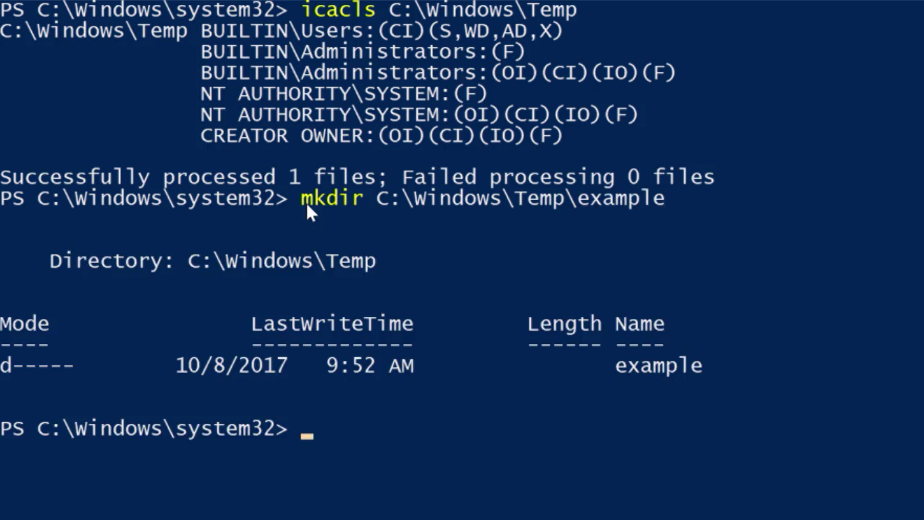 PS C:\Windows\system32> icacls C:\Windows\Temp
C:\Windows\Temp BUILTIN\Users:(CI)(S,WD,AD,X)
BUILTIN\Administrators:(F)
BUILTIN\Administrators:(OI)(CI)(IO)(F)
NT AUTHORITY\SYSTEM:(F)
NT AUTHORITY\SYSTEM:(OI)(CI)(IO)(F)
CREATOR OWNER:(OI)(CI)(IO)(F)
Successfully processed 1 files; Failed processing 0 files
PS C:\Windows\system32> mkdir C:\Windows\Temp\example
Directory: C:\Windows\Temp
Mode LastWriteTime Length Name
---- ------------- ------ ----
d----- 10/8/2017 9:52 AM example
PS C:\Windows\system32>